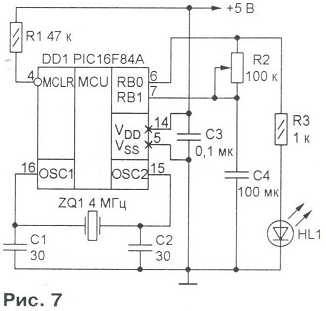 +5 В
R1 47 к
DD1 PIC16F84A
4
MCLR
MCU
RB0
6
RB1
7
R2
100 к
VDD
14
VSS
5
R3
1 к
C3
0,1 мк
C4
100 мк
16
OSC1
OSC2
15
ZQ1 4 МГц
HL1
C1
30
C2
30
Рис. 7